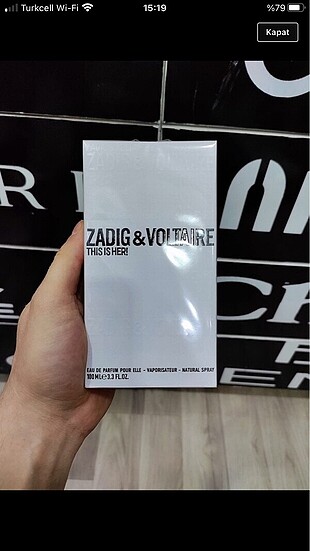 Turkcell Wi-Fi 15:19 %79
Kapat
ZADIG & VOLTAIRE
THIS IS HER!
EAU DE PARFUM POUR ELLE - VAPORISATEUR - NATURAL SPRAY
100 ML e 3.3 FL.OZ.